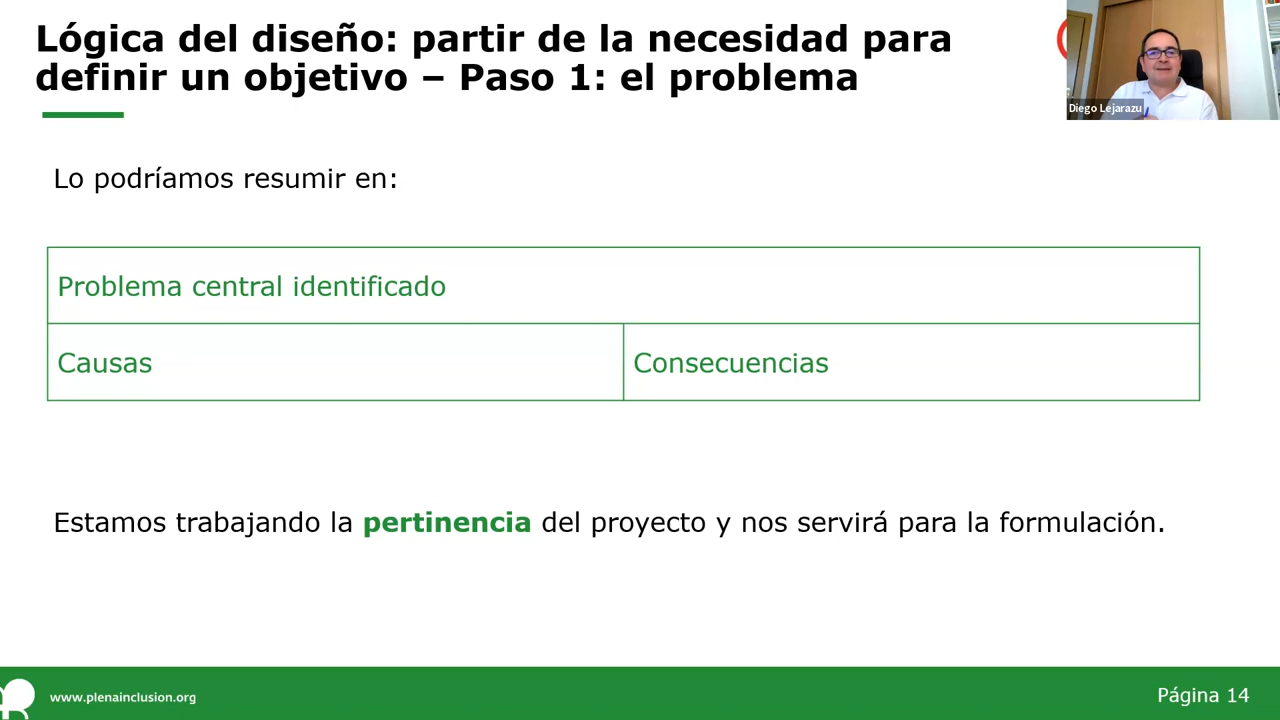 Lógica del diseño: partir de la necesidad para
definir un objetivo – Paso 1: el problema
Diego Lejarazu
Lo podríamos resumir en:
Problema central identificado
Causas
Consecuencias
Estamos trabajando la pertinencia del proyecto y nos servirá para la formulación.
www.plenainclusion.org
Página 14